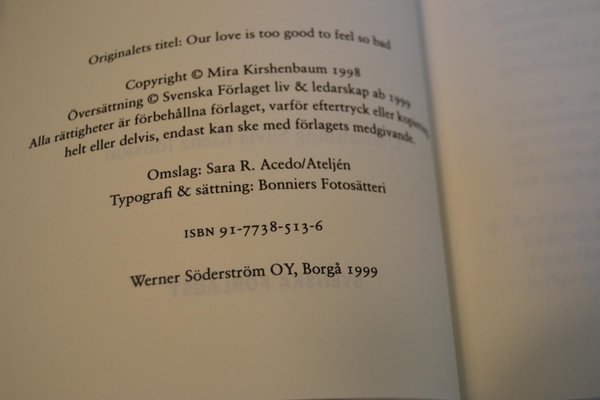 Originalets titel: Our love is too good to feel so bad
Copyright © Mira Kirshenbaum 1998
Översättning © Svenska Förlaget liv & ledarskap ab 1999
Alla rättigheter är förbehållna förlaget, varför eftertryck eller kopiering,
helt eller delvis, endast kan ske med förlagets medgivande.
Omslag: Sara R. Acedo/Ateljén
Typografi & sättning: Bonniers Fotosätteri
ISBN 91-7738-513-6
Werner Söderström OY, Borgå 1999
SVENSKA FÖRLAGET